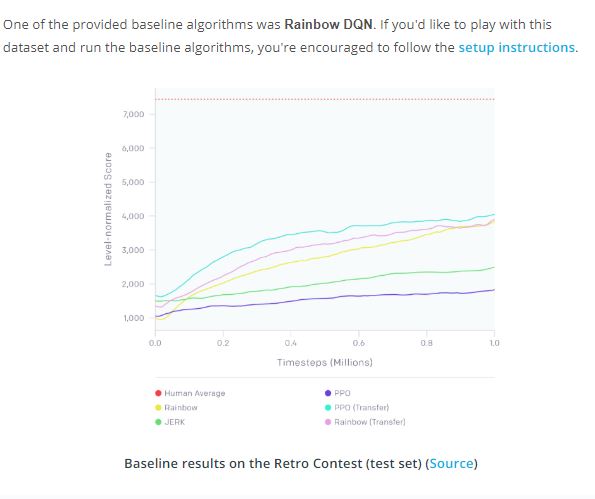 One of the provided baseline algorithms was Rainbow DQN. If you'd like to play with this
dataset and run the baseline algorithms, you're encouraged to follow the setup instructions.
7,000
6,000
5,000
4,000
3,000
2,000
1,000
Level-normalized Score
0.0 0.2 0.4 0.6 0.8 1.0
Timesteps (Millions)
Human Average
Rainbow
JERK
PPO
PPO (Transfer)
Rainbow (Transfer)
Baseline results on the Retro Contest (test set) (Source)